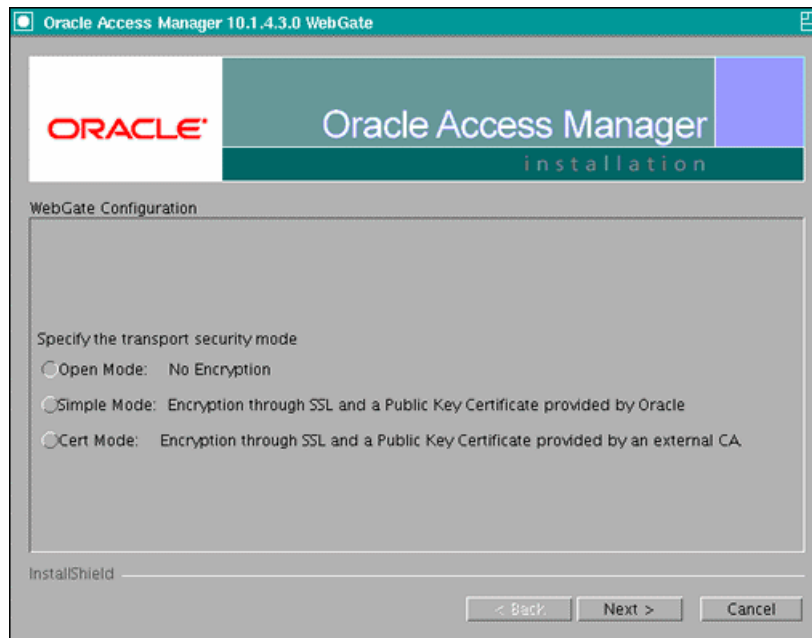 Oracle Access Manager 10.1.4.3.0 WebGate
ORACLE
Oracle Access Manager
installation
WebGate Configuration
Specify the transport security mode
Open Mode: No Encryption
Simple Mode: Encryption through SSL and a Public Key Certificate provided by Oracle
Cert Mode: Encryption through SSL and a Public Key Certificate provided by an external CA.
InstallShield
< Back Next > Cancel